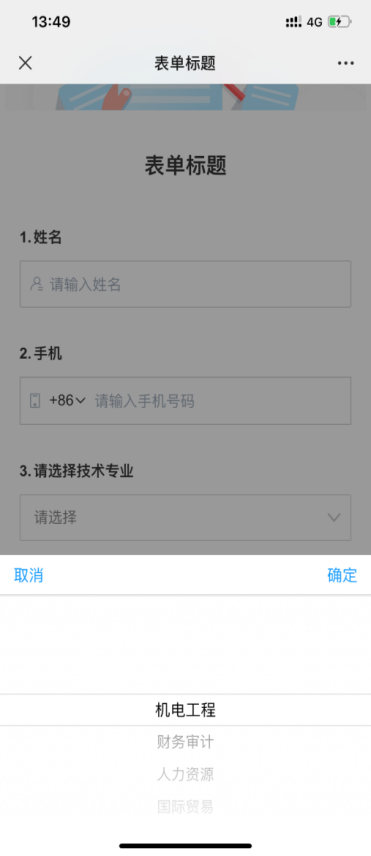 13:49
4G
表单标题
表单标题
1.姓名
请输入姓名
2.手机
+86 请输入手机号码
3.请选择技术专业
请选择
取消 确定
机电工程
财务审计
人力资源
国际贸易